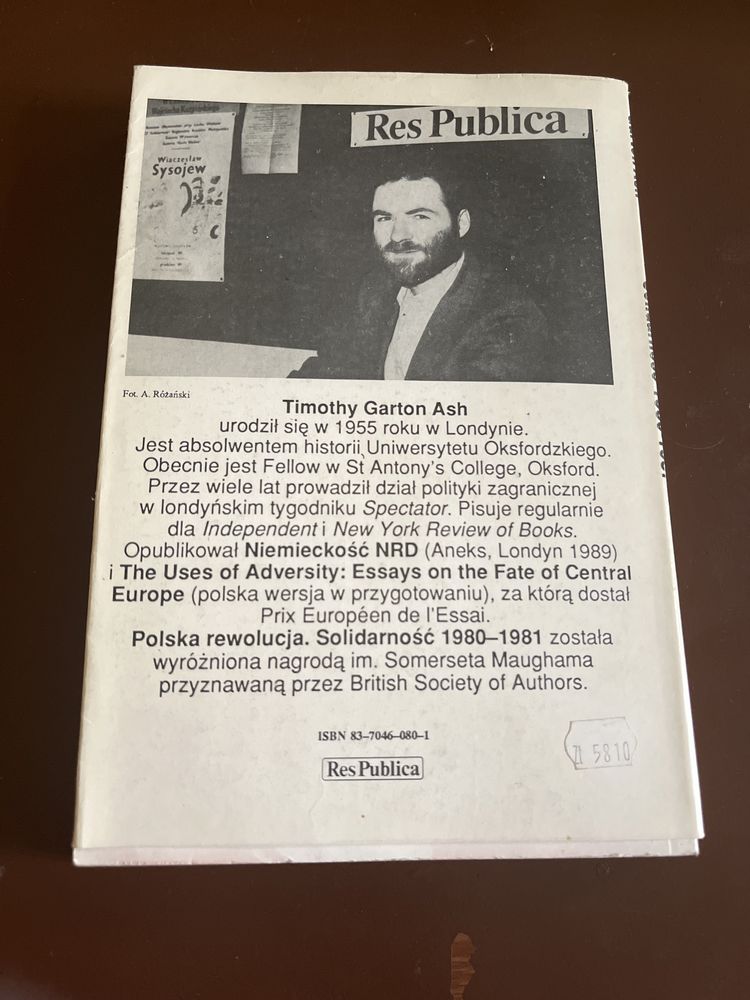 Res Publica
Wiaczesław
Sysojew
Fot. A. Różański
Timothy Garton Ash
urodził się w 1955 roku w Londynie.
Jest absolwentem historii Uniwersytetu Oksfordzkiego.
Obecnie jest Fellow w St Antony's College, Oksford.
Przez wiele lat prowadził dział polityki zagranicznej
w londyńskim tygodniku Spectator. Pisuje regularnie
dla Independent i New York Review of Books.
Opublikował Niemieckość NRD (Aneks, Londyn 1989)
i The Uses of Adversity: Essays on the Fate of Central
Europe (polska wersja w przygotowaniu), za którą dostał
Prix Européen de l'Essai.
Polska rewolucja. Solidarność 1980–1981 została
wyróżniona nagrodą im. Somerseta Maughama
przyznawaną przez British Society of Authors.
ISBN 83–7046–080–1
Res Publica
Zł 5810